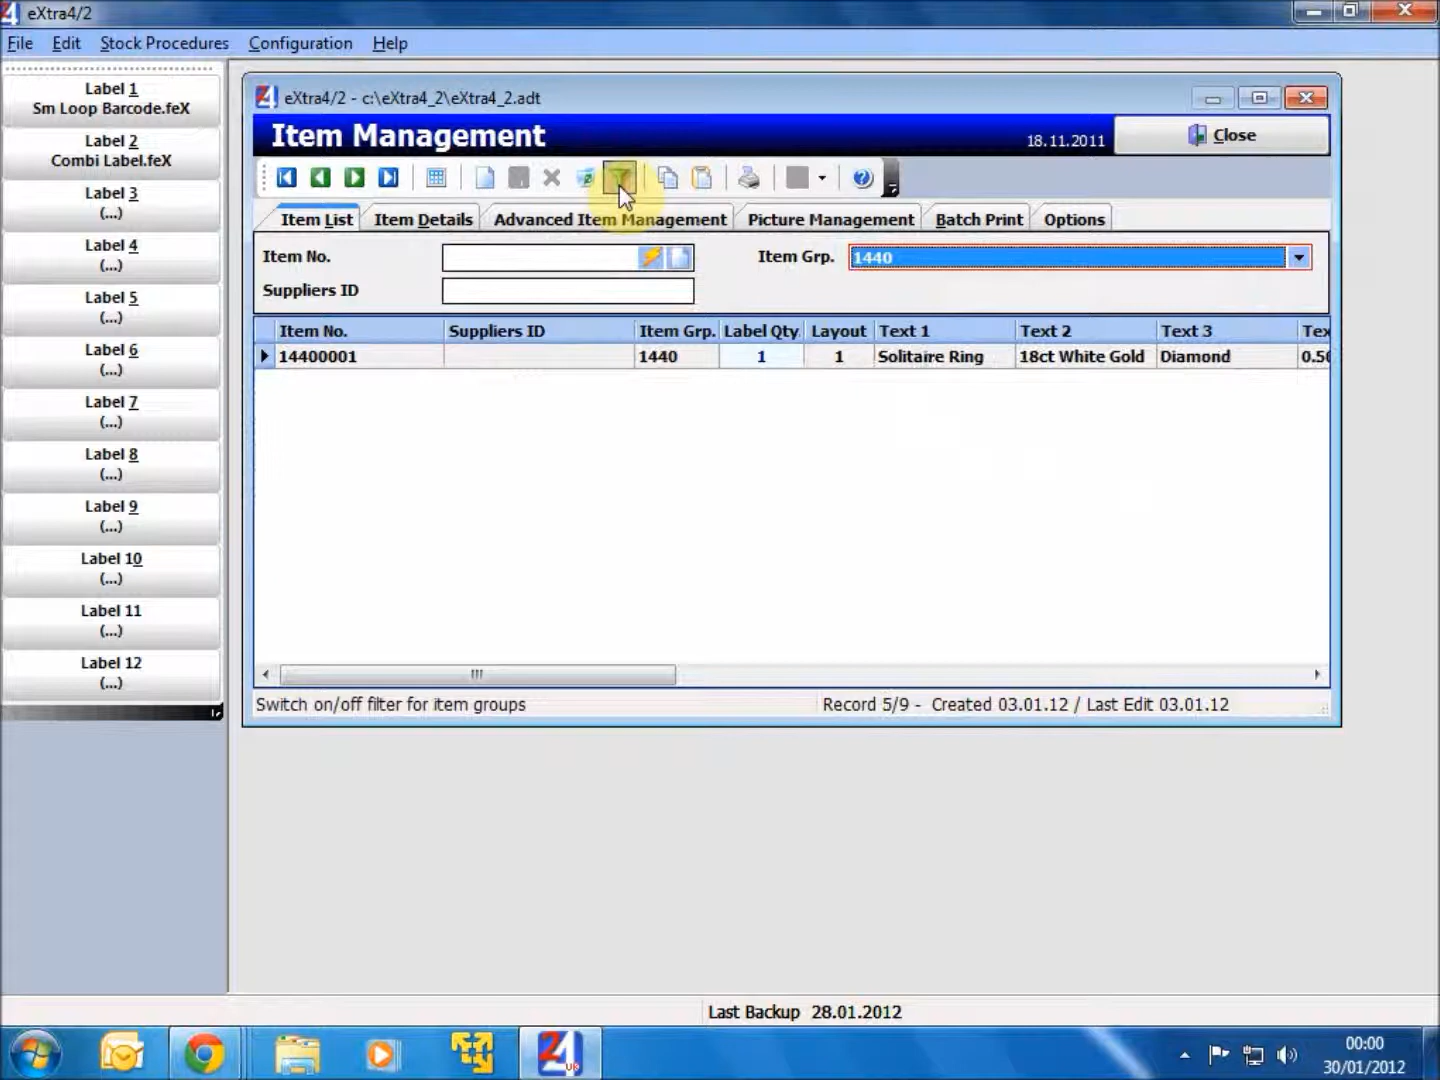 eXtra4/2
File Edit Stock Procedures Configuration Help
Label 1
Sm Loop Barcode.feX
Label 2
Combi Label.feX
Label 3
(...)
Label 4
(...)
Label 5
(...)
Label 6
(...)
Label 7
(...)
Label 8
(...)
Label 9
(...)
Label 10
(...)
Label 11
(...)
Label 12
(...)
eXtra4/2 - c:\eXtra4_2\eXtra4_2.adt
Item Management 18.11.2011 Close
Item List Item Details Advanced Item Management Picture Management Batch Print Options
Item No. Item Grp. 1440
Suppliers ID
Item No. Suppliers ID Item Grp. Label Qty Layout Text 1 Text 2 Text 3 Tex
14400001 1440 1 1 Solitaire Ring 18ct White Gold Diamond 0.50
Switch on/off filter for item groups Record 5/9 - Created 03.01.12 / Last Edit 03.01.12
Last Backup 28.01.2012
00:00
30/01/2012